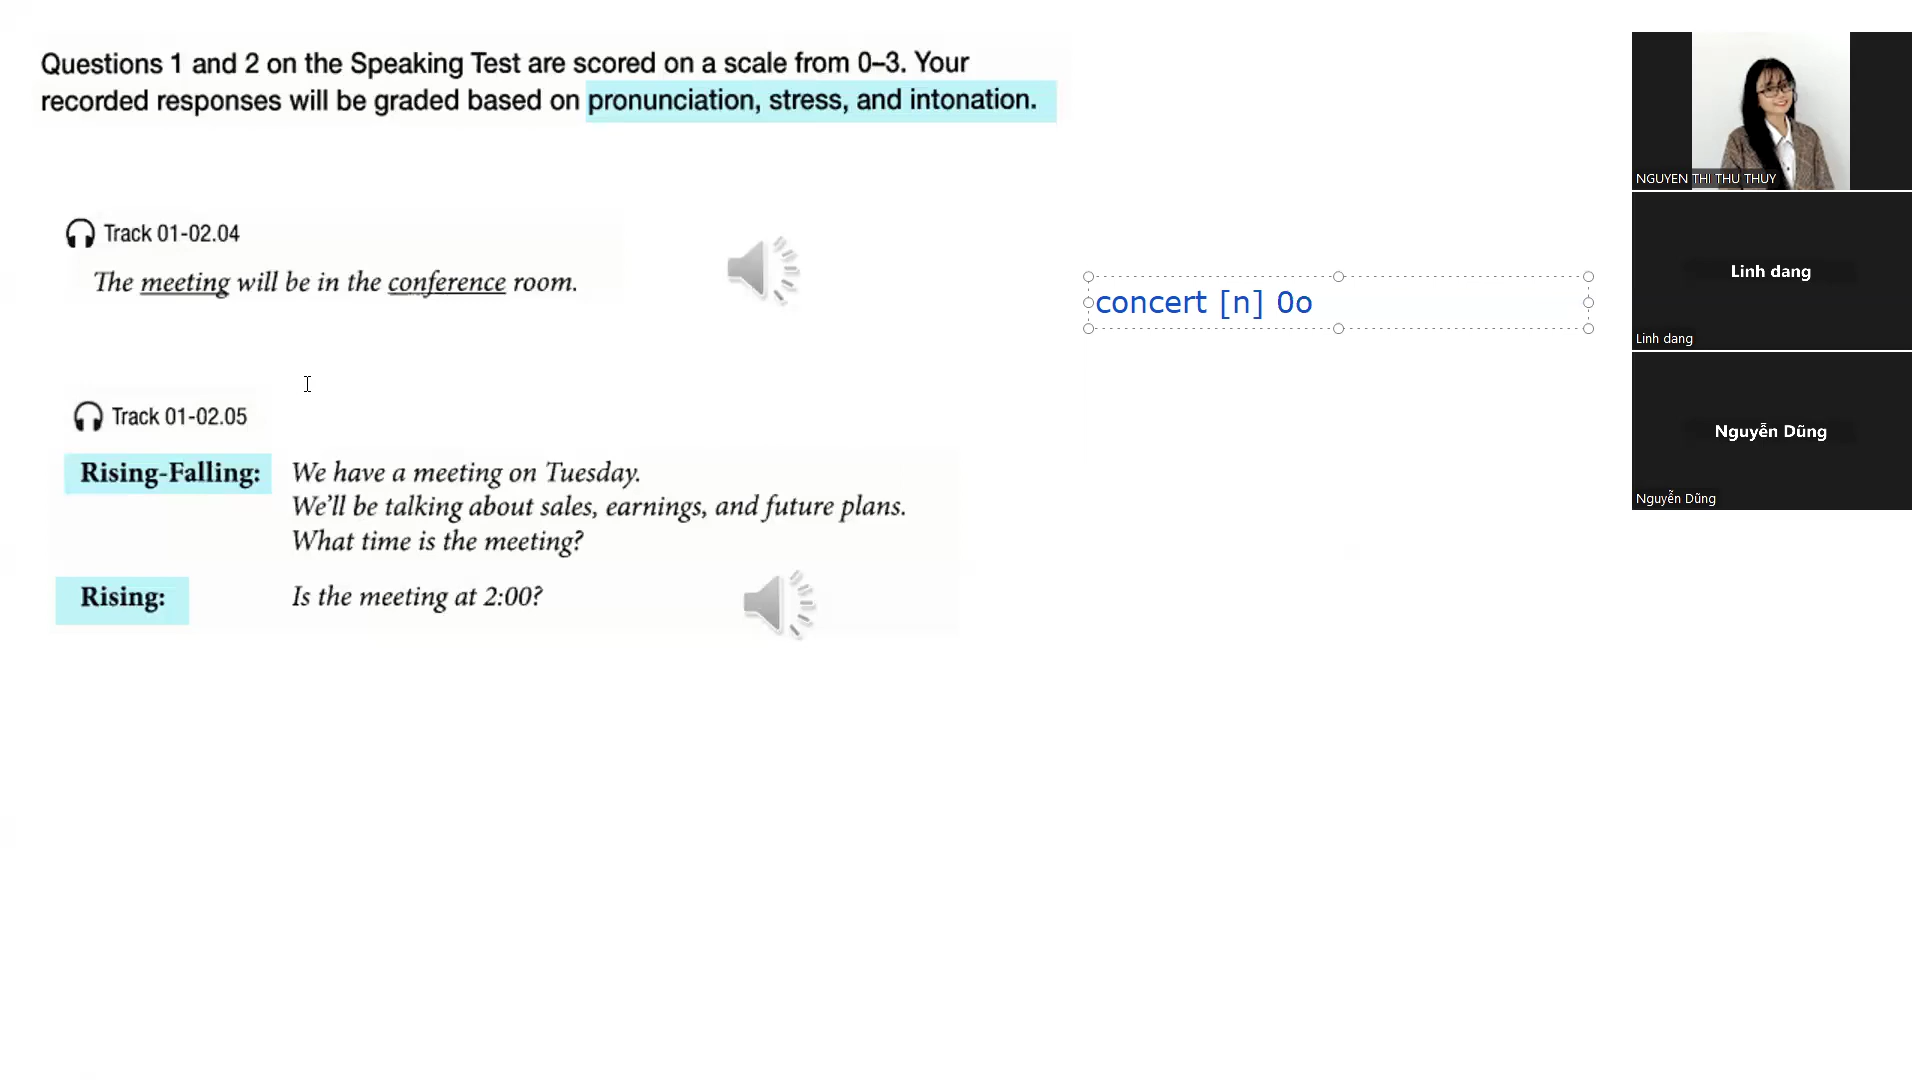 Questions 1 and 2 on the Speaking Test are scored on a scale from 0–3. Your
recorded responses will be graded based on pronunciation, stress, and intonation.
Track 01-02.04
The meeting will be in the conference room.
concert [n] 0o
Track 01-02.05
Rising-Falling: We have a meeting on Tuesday.
We'll be talking about sales, earnings, and future plans.
What time is the meeting?
Rising: Is the meeting at 2:00?
NGUYEN THI THU THUY
Linh dang
Linh dang
Nguyễn Dũng
Nguyễn Dũng